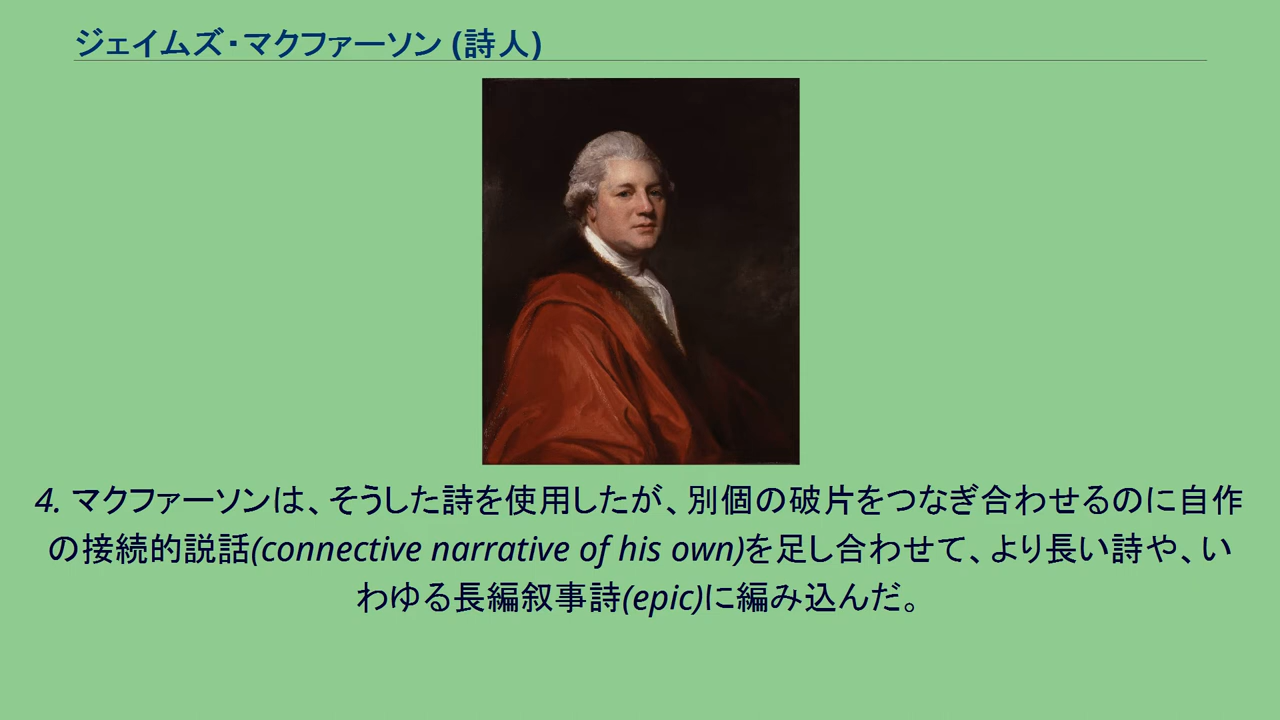 ジェイムズ・マクファーソン (詩人)
4. マクファーソンは、そうした詩を使用したが、別個の破片をつなぎ合わせるのに自作
の接続的説話(connective narrative of his own)を足し合わせて、より長い詩や、い
わゆる長編叙事詩(epic)に編み込んだ。